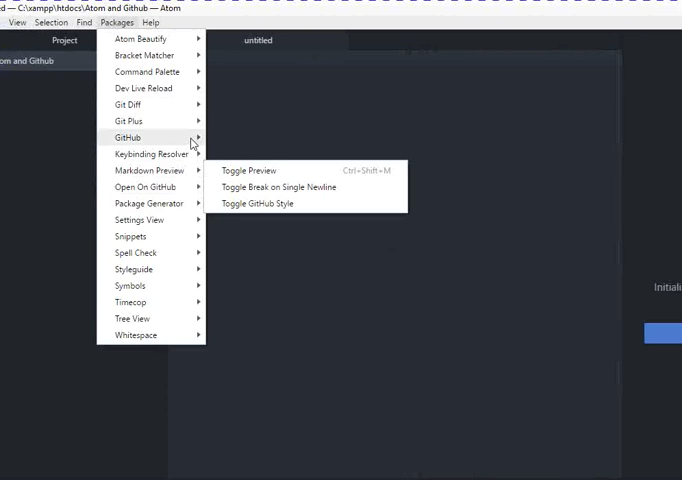 ed — C:\xampp\htdocs\Atom and Github — Atom
View Selection Find Packages Help
Project
untitled
om and Github
Atom Beautify
Bracket Matcher
Command Palette
Dev Live Reload
Git Diff
Git Plus
GitHub
Keybinding Resolver
Markdown Preview
Open On GitHub
Package Generator
Settings View
Snippets
Spell Check
Styleguide
Symbols
Timecop
Tree View
Whitespace
Toggle Preview Ctrl+Shift+M
Toggle Break on Single Newline
Toggle GitHub Style
Initiali